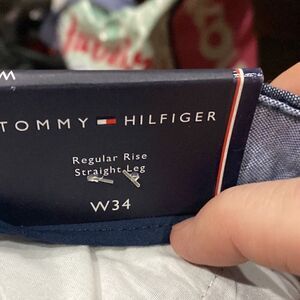 W
TOMMY HILFIGER
Regular Rise
Straight Leg
W34